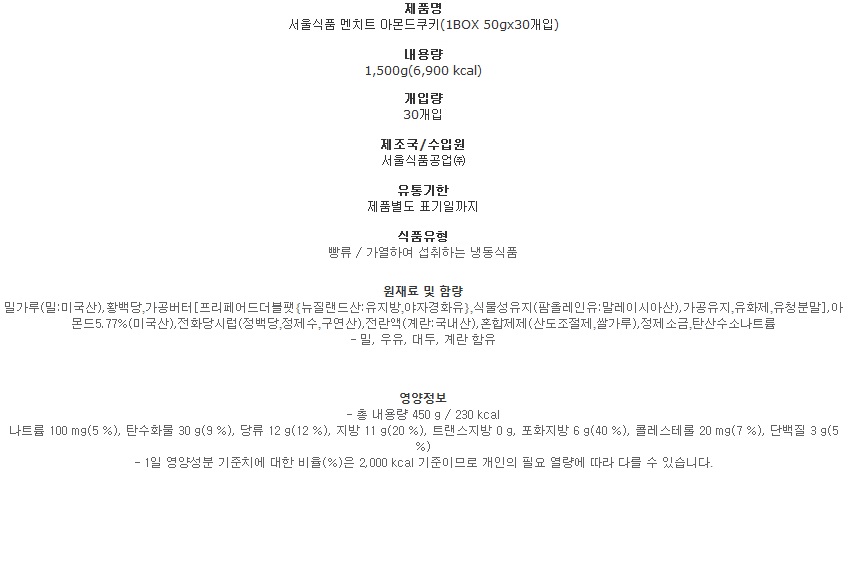 제품명
서울식품 멘치트 아몬드쿠키(1BOX 50gx30개입)
내용량
1,500g(6,900 kcal)
개입량
30개입
제조국/수입원
서울식품공업㈜
유통기한
제품별도 표기일까지
식품유형
빵류 / 가열하여 섭취하는 냉동식품
원재료 및 함량
밀가루(밀:미국산),황백당,가공버터[프리페어드더블팻{뉴질랜드산:유지방,야자경화유},식물성유지(팜올레인유:말레이시아산),가공유지,유화제,유청분말],아
몬드5.77%(미국산),전화당시럽(정백당,정제수,구연산),전란액(계란:국내산),혼합제제(산도조절제,쌀가루),정제소금,탄산수소나트륨
- 밀, 우유, 대두, 계란 함유
영양정보
- 총 내용량 450 g / 230 kcal
나트륨 100 mg(5 %), 탄수화물 30 g(9 %), 당류 12 g(12 %), 지방 11 g(20 %), 트랜스지방 0 g, 포화지방 6 g(40 %), 콜레스테롤 20 mg(7 %), 단백질 3 g(5
%)
- 1일 영양성분 기준치에 대한 비율(%)은 2,000 kcal 기준이므로 개인의 필요 열량에 따라 다를 수 있습니다.